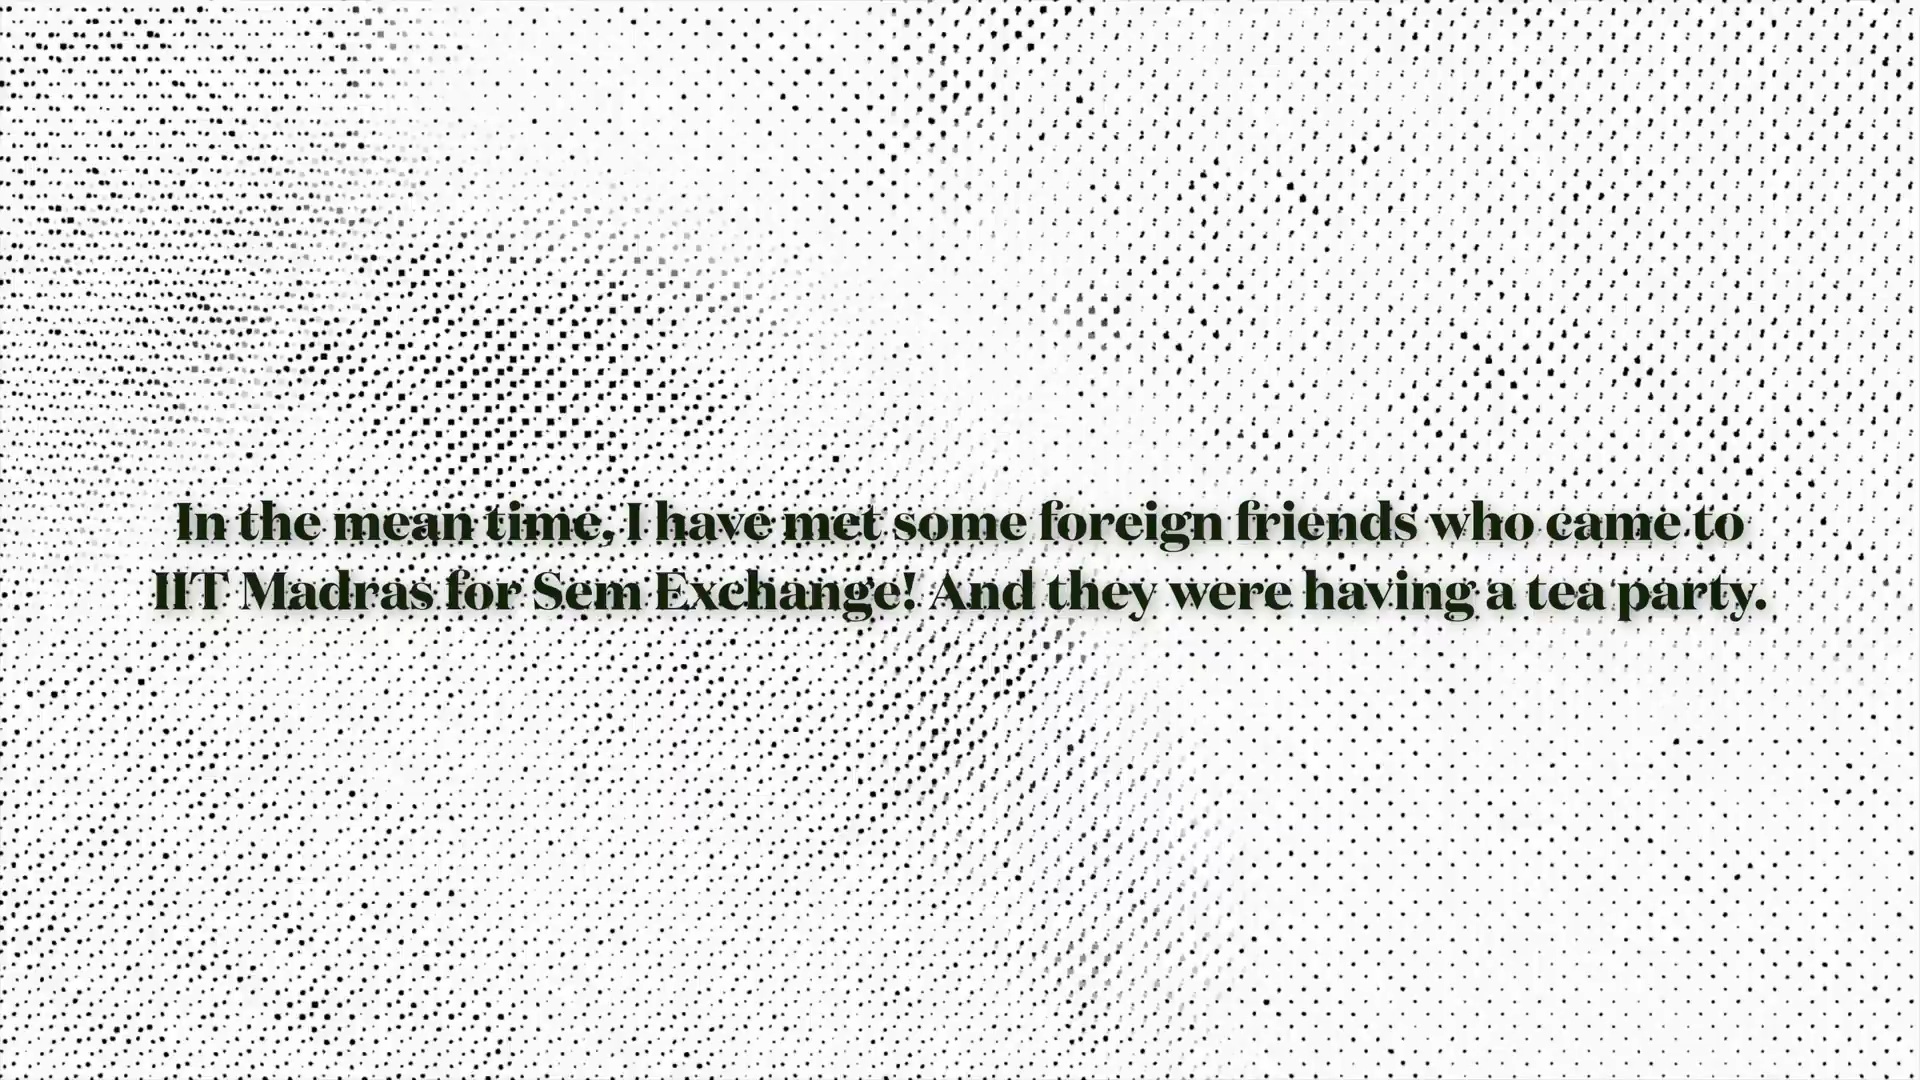 In the mean time, I have met some foreign friends who came to
IIT Madras for Sem Exchange! And they were having a tea party.